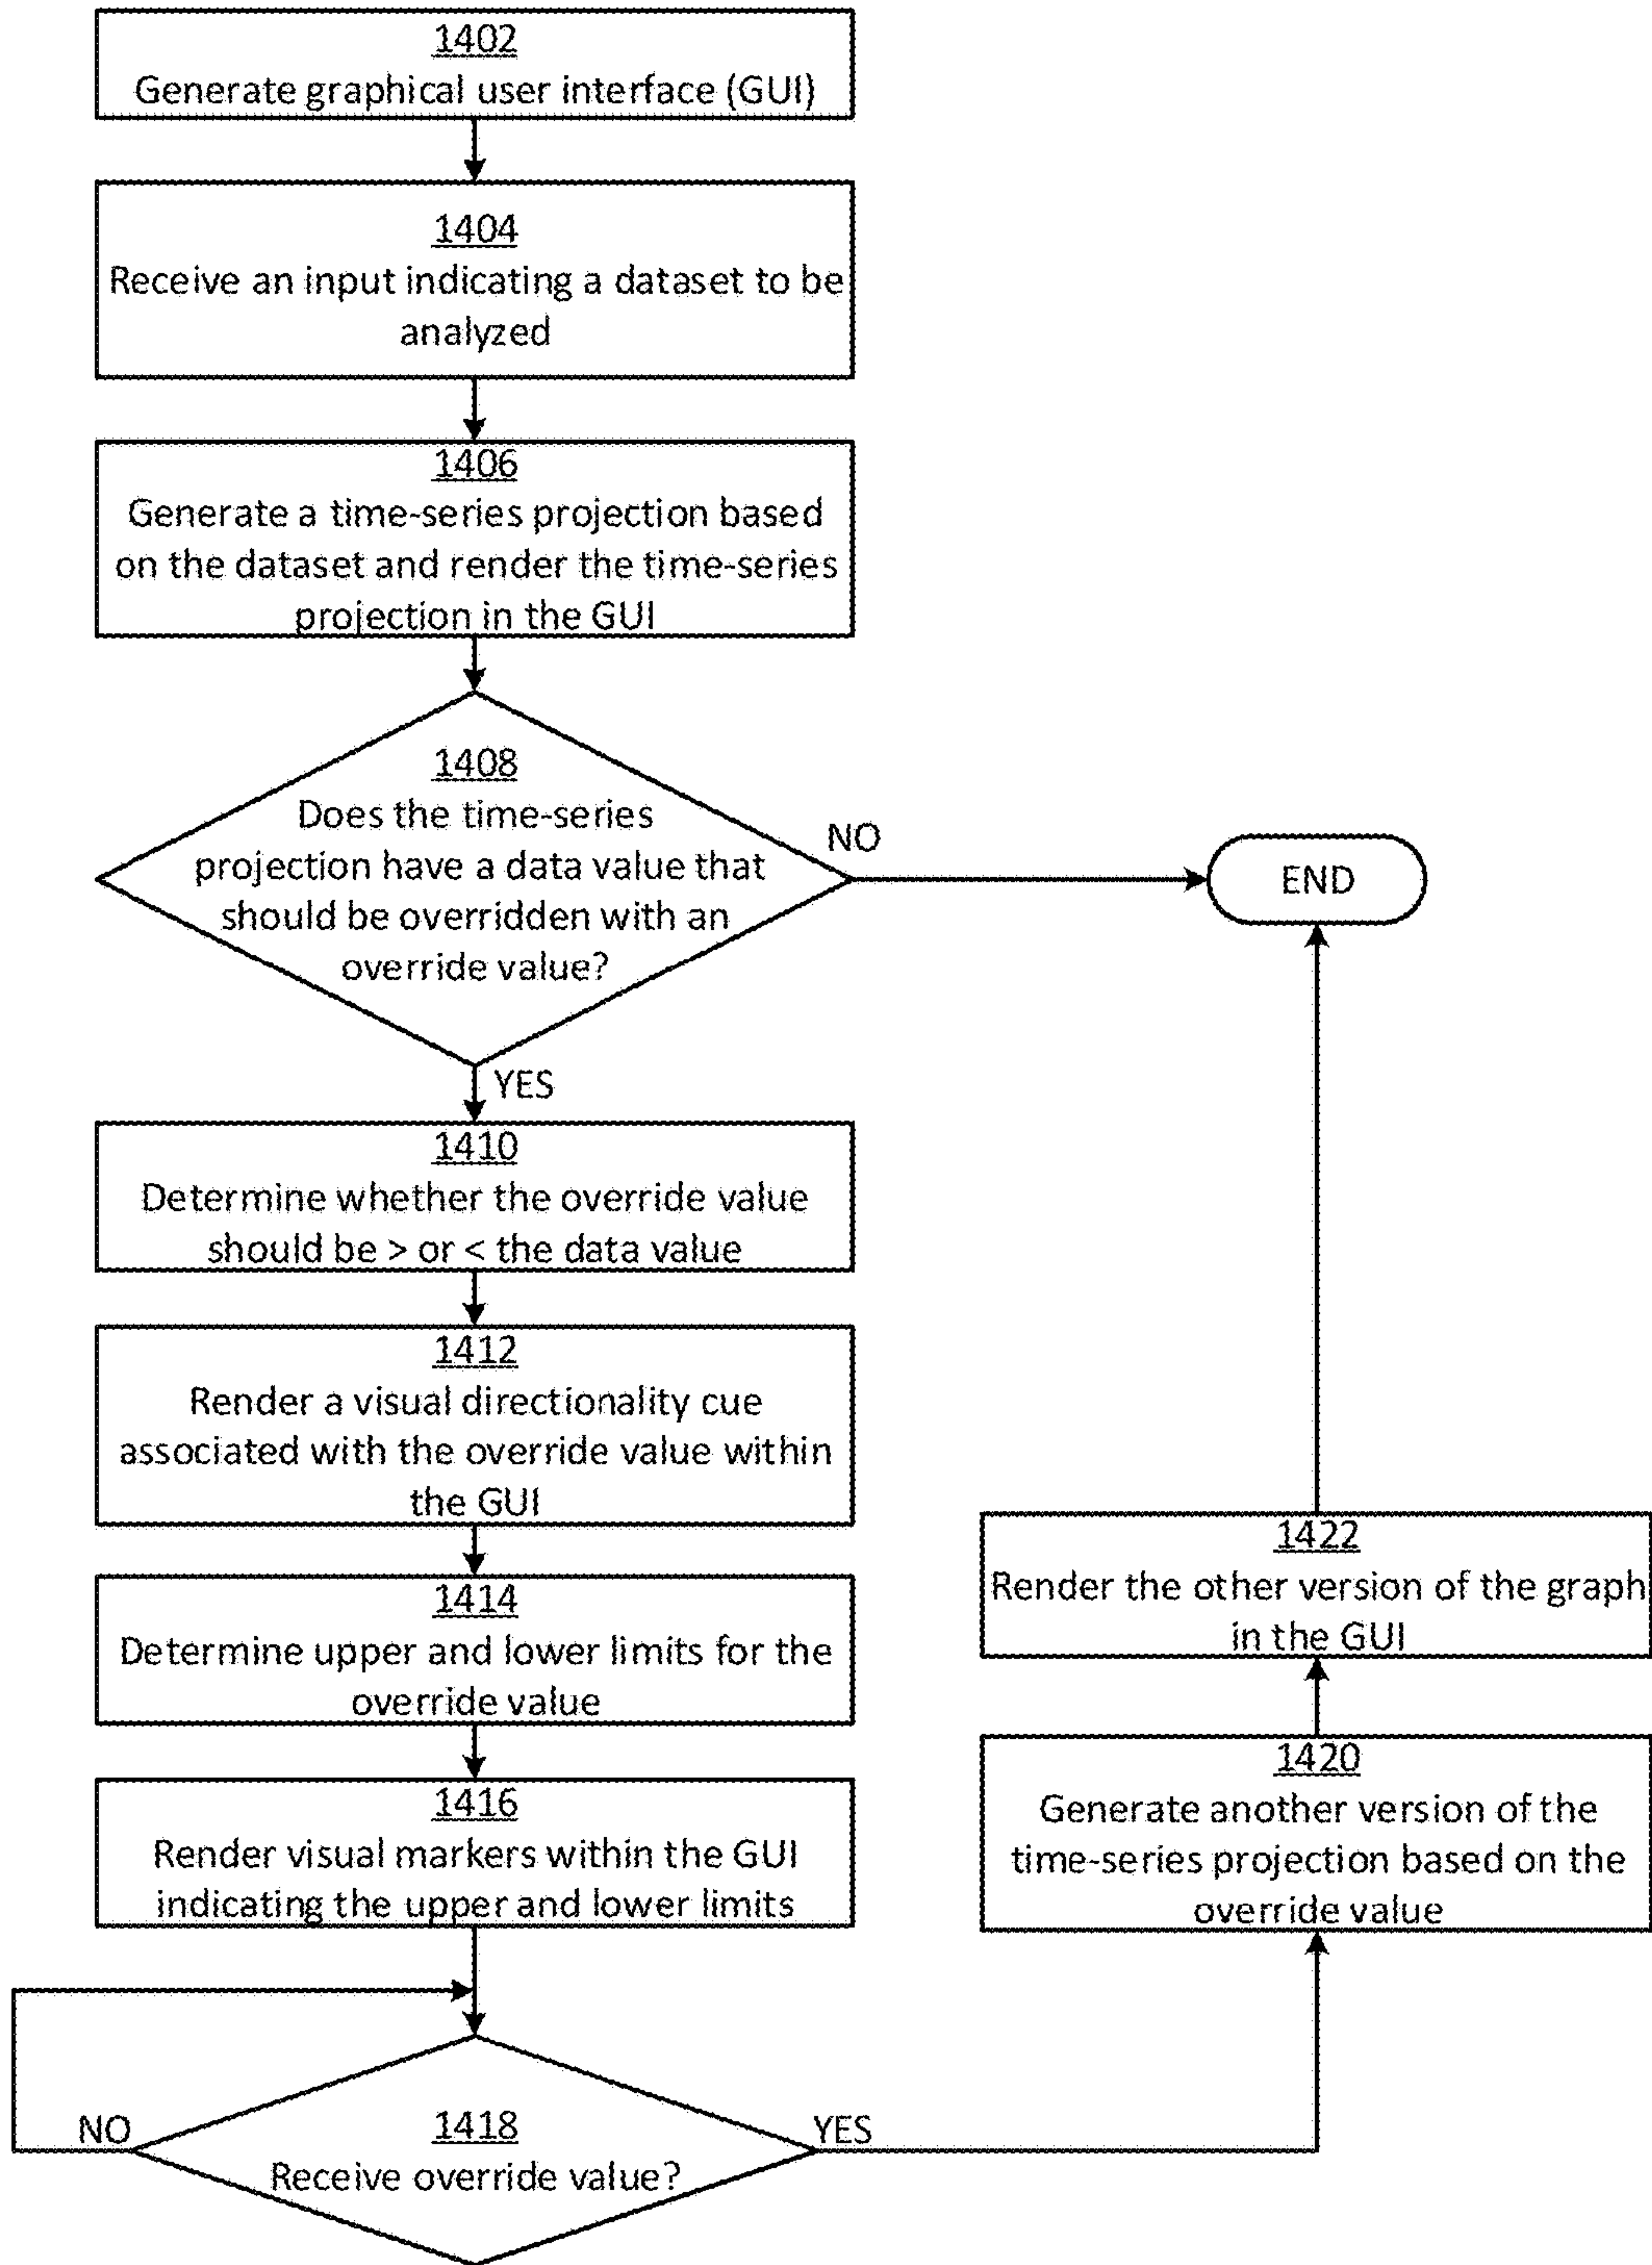 1402
Generate graphical user interface (GUI)
1404
Receive an input indicating a dataset to be
analyzed
1406
Generate a time-series projection based
on the dataset and render the time-series
projection in the GUI
1408
Does the time-series
projection have a data value that
should be overridden with an
override value?
NO
END
YES
1410
Determine whether the override value
should be > or < the data value
1412
Render a visual directionality cue
associated with the override value within
the GUI
1414
Determine upper and lower limits for the
override value
1416
Render visual markers within the GUI
indicating the upper and lower limits
1418
Receive override value?
NO
YES
1420
Generate another version of the
time-series projection based on the
override value
1422
Render the other version of the graph
in the GUI